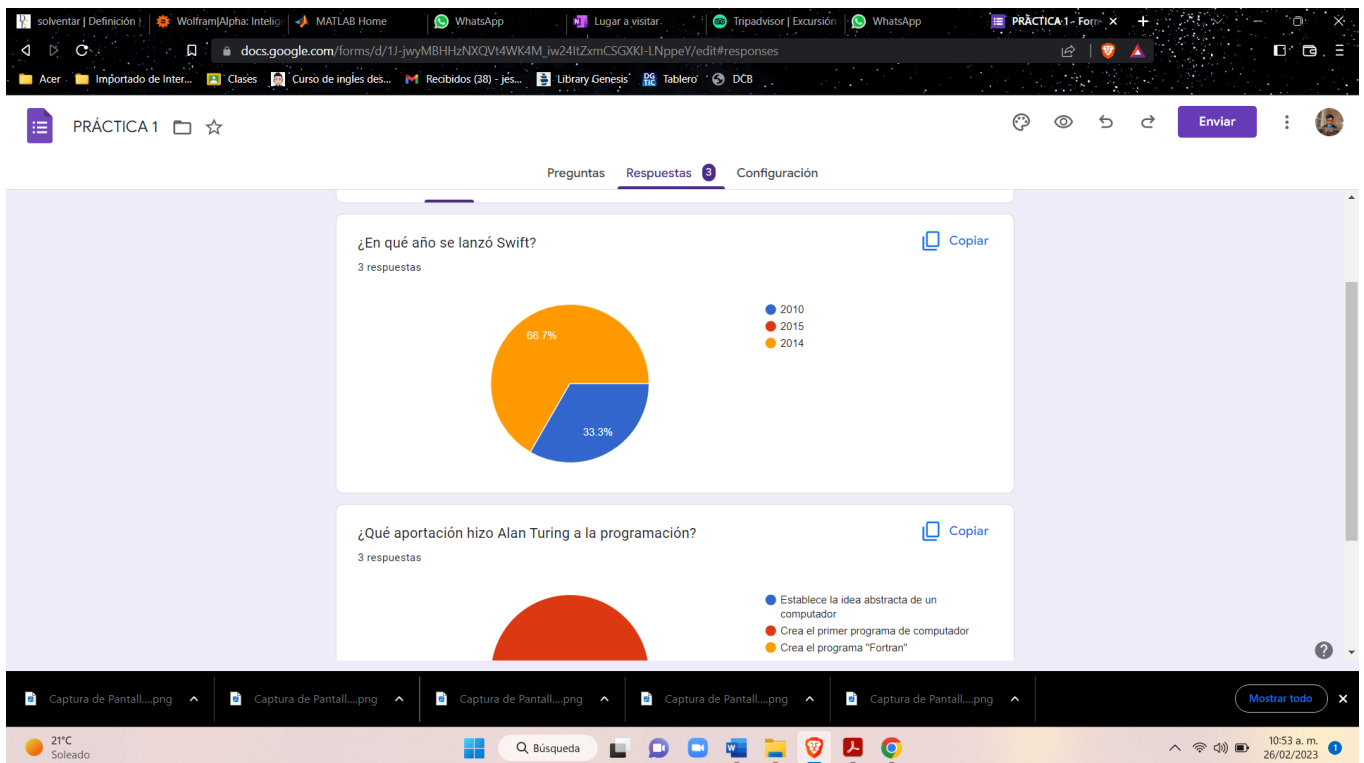 solventar | Definición
Wolfram|Alpha: Intelig
MATLAB Home
WhatsApp
Lugar a visitar
Tripadvisor | Excursión
WhatsApp
PRÁCTICA 1 - Form
docs.google.com/forms/d/1J-jwyMBHHzNXQVt4WK4M_iw24ItZxmCSGXKI-LNppeY/edit#responses
Acer
Importado de Inter...
Clases
Curso de ingles des...
Recibidos (38) - jes...
Library Genesis
Tablero
DCB
PRÁCTICA 1
Enviar
Preguntas
Respuestas 3
Configuración
¿En qué año se lanzó Swift?
Copiar
3 respuestas
66.7%
33.3%
2010
2015
2014
¿Qué aportación hizo Alan Turing a la programación?
Copiar
3 respuestas
Establece la idea abstracta de un
computador
Crea el primer programa de computador
Crea el programa "Fortran"
Captura de Pantall....png
Captura de Pantall....png
Captura de Pantall....png
Captura de Pantall....png
Captura de Pantall....png
Mostrar todo
21°C
Soleado
Búsqueda
10:53 a. m.
26/02/2023
1